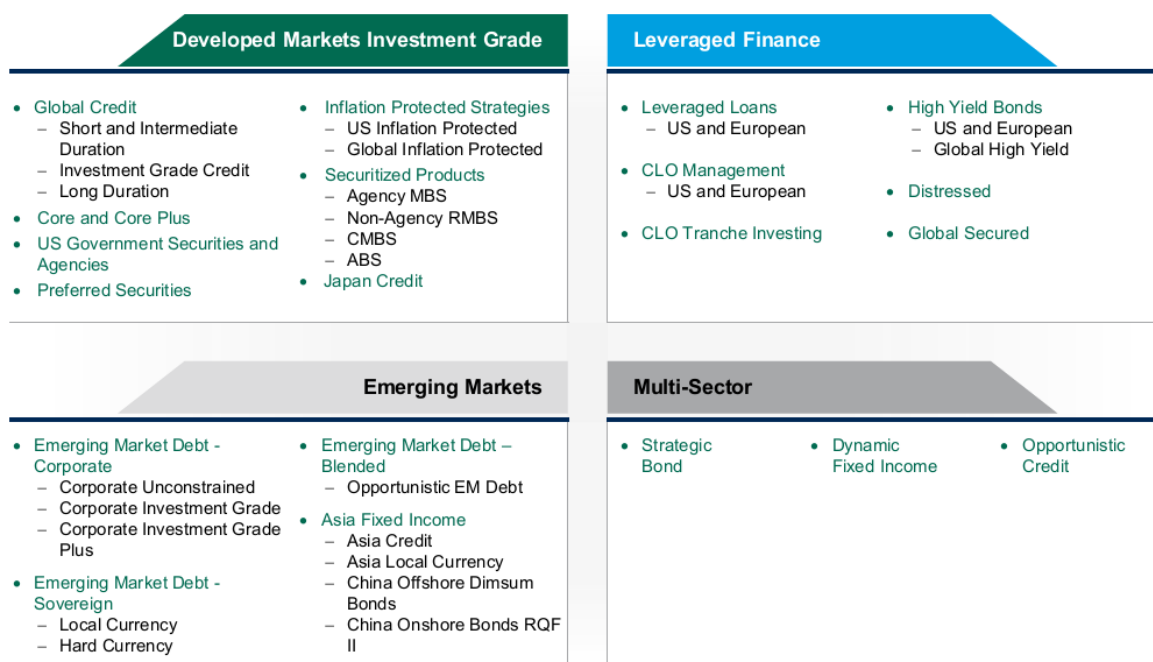 Developed Markets Investment Grade
• Global Credit
– Short and Intermediate
Duration
– Investment Grade Credit
– Long Duration
• Core and Core Plus
• US Government Securities and
Agencies
• Preferred Securities
• Inflation Protected Strategies
– US Inflation Protected
– Global Inflation Protected
• Securitized Products
– Agency MBS
– Non-Agency RMBS
– CMBS
– ABS
• Japan Credit
Leveraged Finance
• Leveraged Loans
– US and European
• CLO Management
– US and European
• CLO Tranche Investing
• High Yield Bonds
– US and European
– Global High Yield
• Distressed
• Global Secured
Emerging Markets
• Emerging Market Debt -
Corporate
– Corporate Unconstrained
– Corporate Investment Grade
– Corporate Investment Grade
Plus
• Emerging Market Debt -
Sovereign
– Local Currency
– Hard Currency
• Emerging Market Debt –
Blended
– Opportunistic EM Debt
• Asia Fixed Income
– Asia Credit
– Asia Local Currency
– China Offshore Dimsum
Bonds
– China Onshore Bonds RQF
II
Multi-Sector
• Strategic
Bond
• Dynamic
Fixed Income
• Opportunistic
Credit